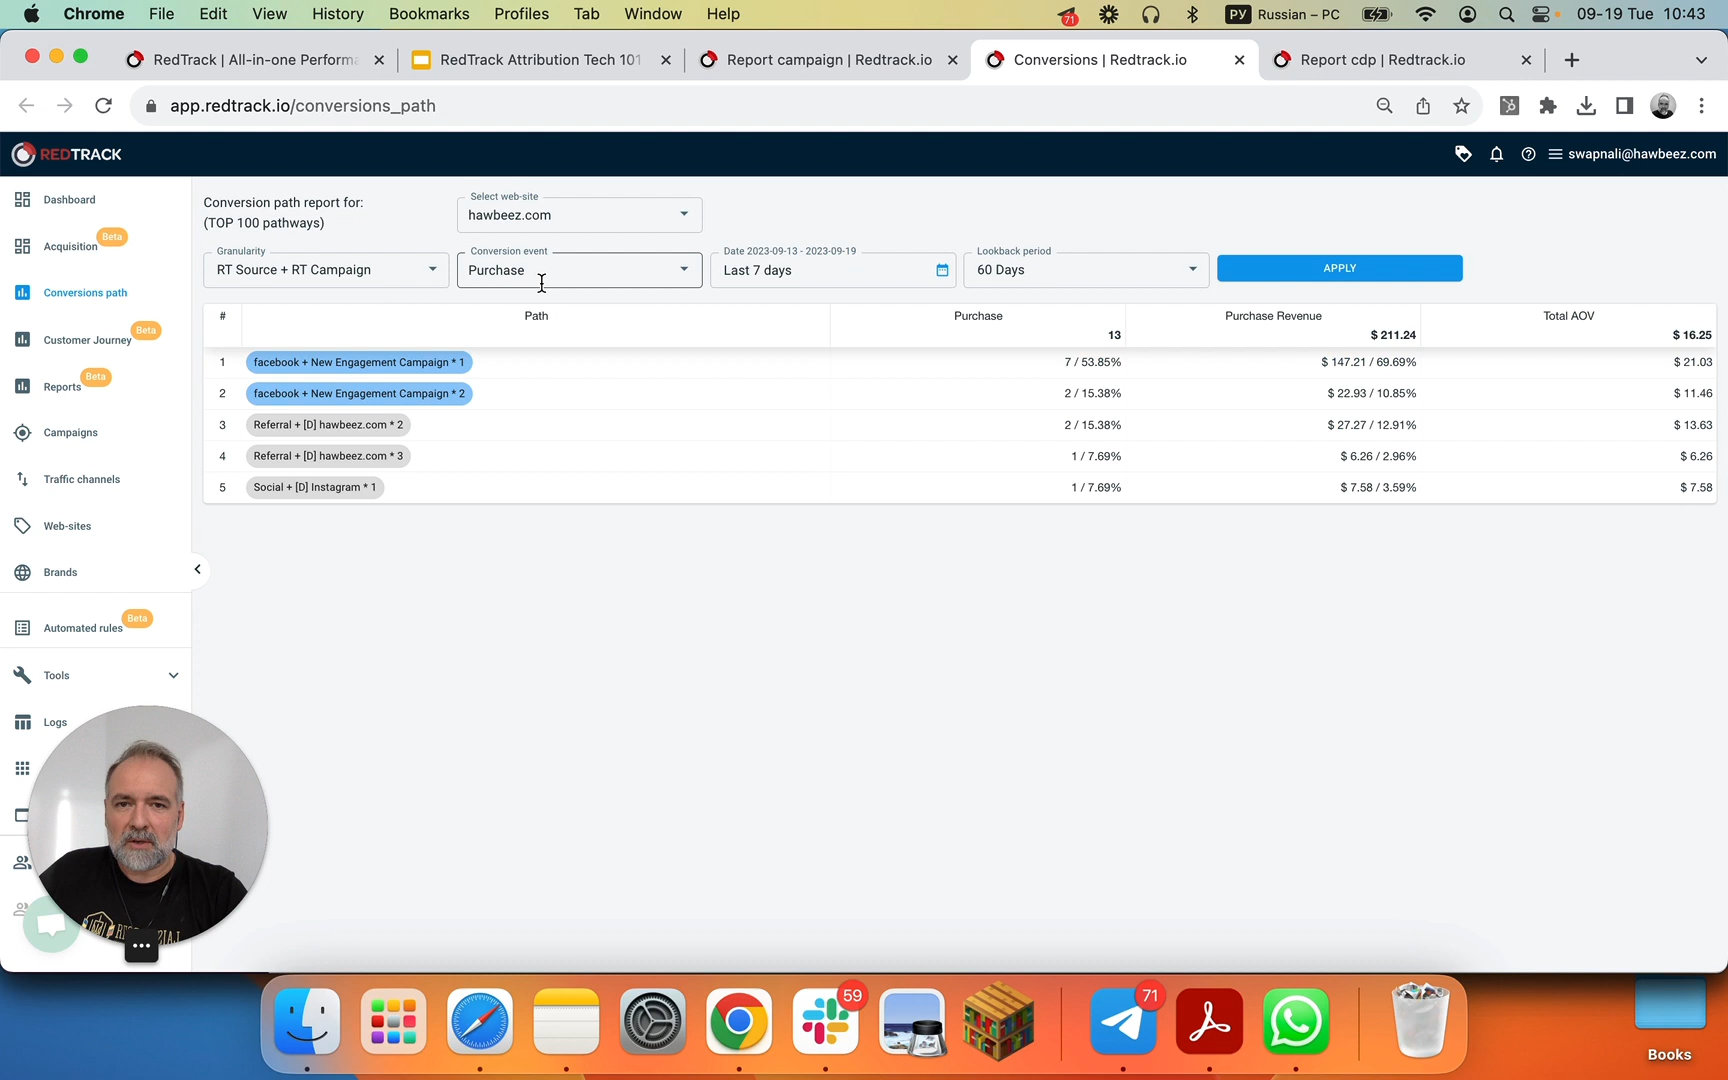 Chrome File Edit View History Bookmarks Profiles Tab Window Help
71 РУ Russian – PC 09-19 Tue 10:43
RedTrack | All-in-one Performa
RedTrack Attribution Tech 101
Report campaign | Redtrack.io
Conversions | Redtrack.io
Report cdp | Redtrack.io
app.redtrack.io/conversions_path
REDTRACK
swapnali@hawbeez.com
Dashboard
Acquisition Beta
Conversions path
Customer Journey Beta
Reports Beta
Campaigns
Traffic channels
Web-sites
Brands
Automated rules Beta
Tools
Logs
Conversion path report for:
(TOP 100 pathways)
Select web-site
hawbeez.com
Granularity
RT Source + RT Campaign
Conversion event
Purchase
Date 2023-09-13 - 2023-09-19
Last 7 days
Lookback period
60 Days
APPLY
# Path Purchase Purchase Revenue Total AOV
13 $ 211.24 $ 16.25
1 facebook + New Engagement Campaign * 1 7 / 53.85% $ 147.21 / 69.69% $ 21.03
2 facebook + New Engagement Campaign * 2 2 / 15.38% $ 22.93 / 10.85% $ 11.46
3 Referral + [D] hawbeez.com * 2 2 / 15.38% $ 27.27 / 12.91% $ 13.63
4 Referral + [D] hawbeez.com * 3 1 / 7.69% $ 6.26 / 2.96% $ 6.26
5 Social + [D] Instagram * 1 1 / 7.69% $ 7.58 / 3.59% $ 7.58
59
71
Books